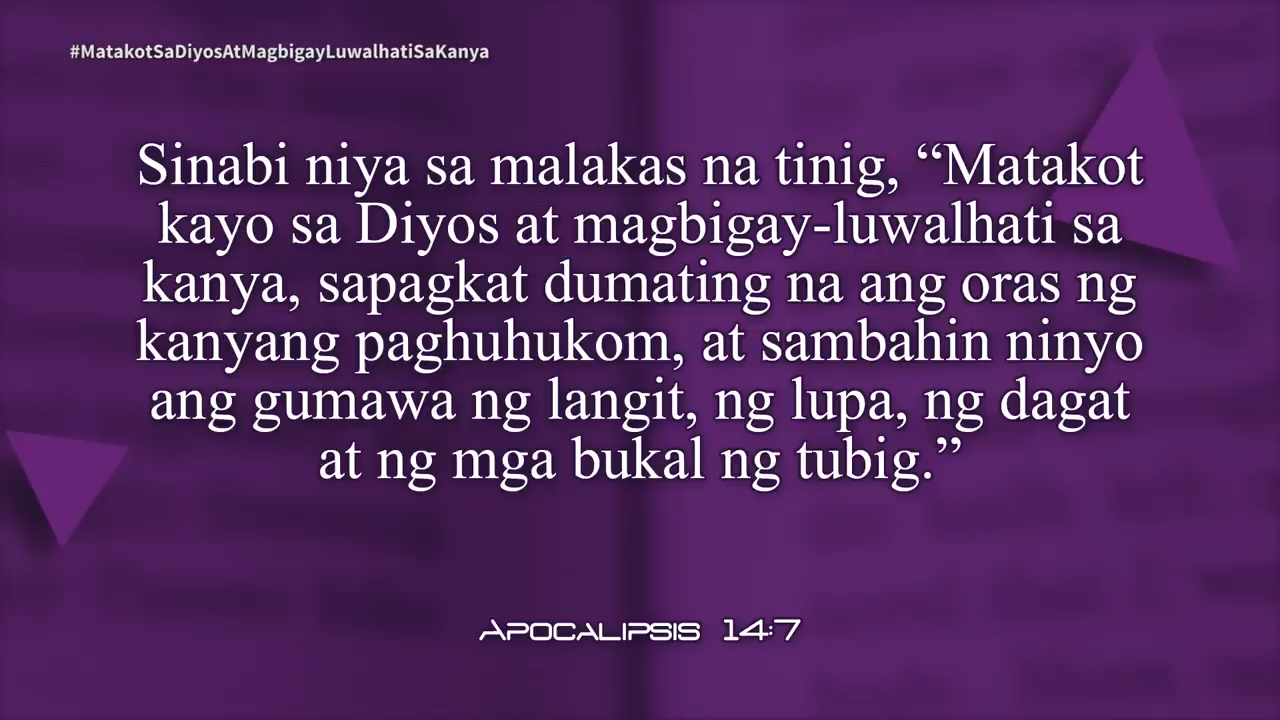 #MatakotSaDiyosAtMagbigayLuwalhatiSaKanya
Sinabi niya sa malakas na tinig, “Matakot
kayo sa Diyos at magbigay-luwalhati sa
kanya, sapagkat dumating na ang oras ng
kanyang paghuhukom, at sambahin ninyo
ang gumawa ng langit, ng lupa, ng dagat
at ng mga bukal ng tubig.”
Apocalipsis 14:7